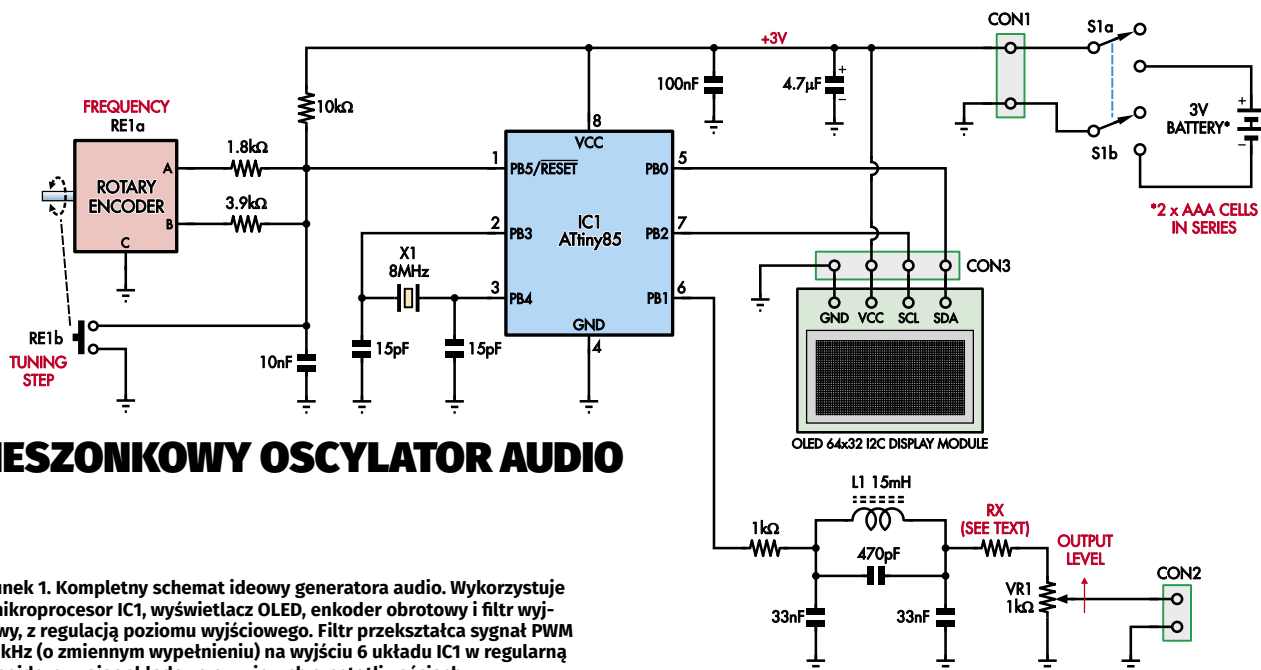 CON1
S1a
+3V
100nF
4.7µF
+
−
3V
BATTERY*
+
−
S1b
*2 x AAA CELLS
IN SERIES
FREQUENCY
RE1a
10kΩ
1.8kΩ
3.9kΩ
ROTARY
ENCODER
A
B
C
8
VCC
1
PB5/RESET
PB0
5
IC1
ATtiny85
2
PB3
PB2
7
X1
8MHz
3
PB4
PB1
6
GND
4
CON3
GND VCC SCL SDA
RE1b
TUNING
STEP
10nF
15pF
15pF
OLED 64x32 I2C DISPLAY MODULE
IESZONKOWY OSCYLATOR AUDIO
L1 15mH
1kΩ
470pF
RX
(SEE TEXT)
OUTPUT
LEVEL
VR1
1kΩ
CON2
33nF
33nF
unek 1. Kompletny schemat ideowy generatora audio. Wykorzystuje
ikroprocesor IC1, wyświetlacz OLED, enkoder obrotowy i filtr wyj-
wy, z regulacją poziomu wyjściowego. Filtr przekształca sygnał PWM
kHz (o zmiennym wypełnieniu) na wyjściu 6 układu IC1 w regularną